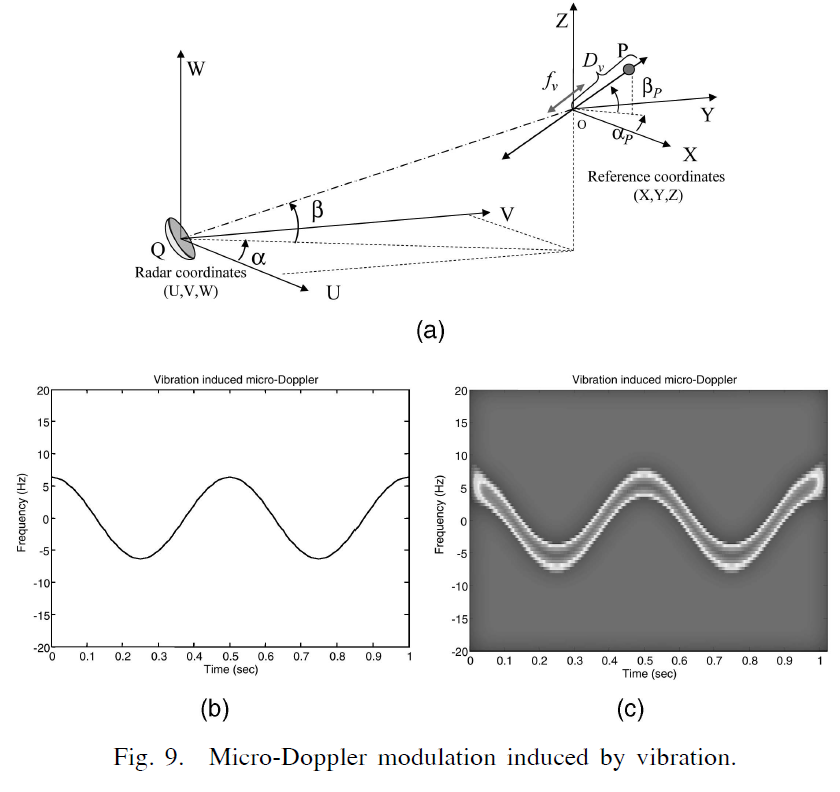 Z
P
D_v
W
f_v
β_P
Y
O
α_P
X
Reference coordinates
(X,Y,Z)
β
V
Q
α
Radar coordinates
(U,V,W)
U
(a)
Vibration induced micro-Doppler
20
15
10
5
0
-5
-10
-15
-20
Frequency (Hz)
0 0.1 0.2 0.3 0.4 0.5 0.6 0.7 0.8 0.9 1
Time (sec)
(b)
Vibration induced micro-Doppler
20
15
10
5
0
-5
-10
-15
-20
Frequency (Hz)
0 0.1 0.2 0.3 0.4 0.5 0.6 0.7 0.8 0.9 1
Time (sec)
(c)
Fig. 9. Micro-Doppler modulation induced by vibration.